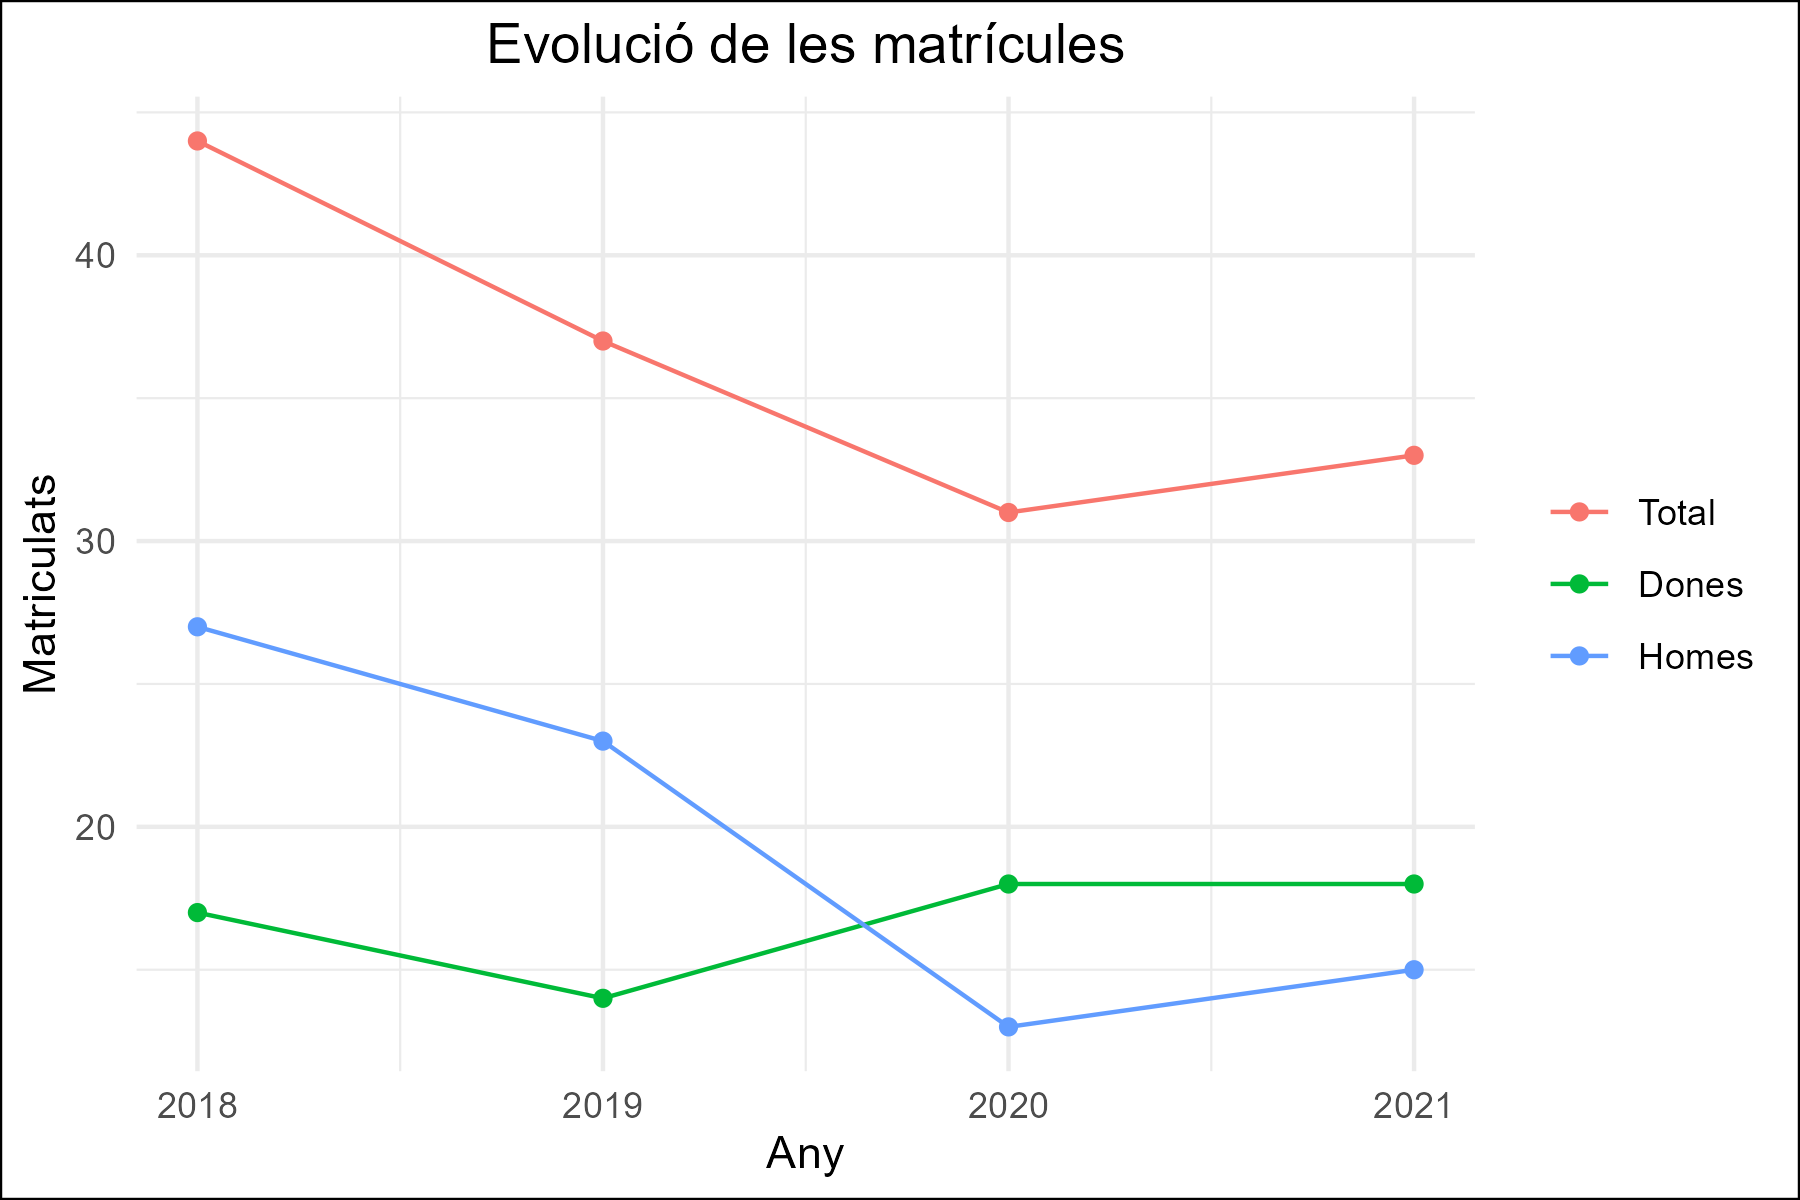 Evolució de les matrícules
Matriculats
40
30
20
2018
2019
2020
2021
Any
Total
Dones
Homes